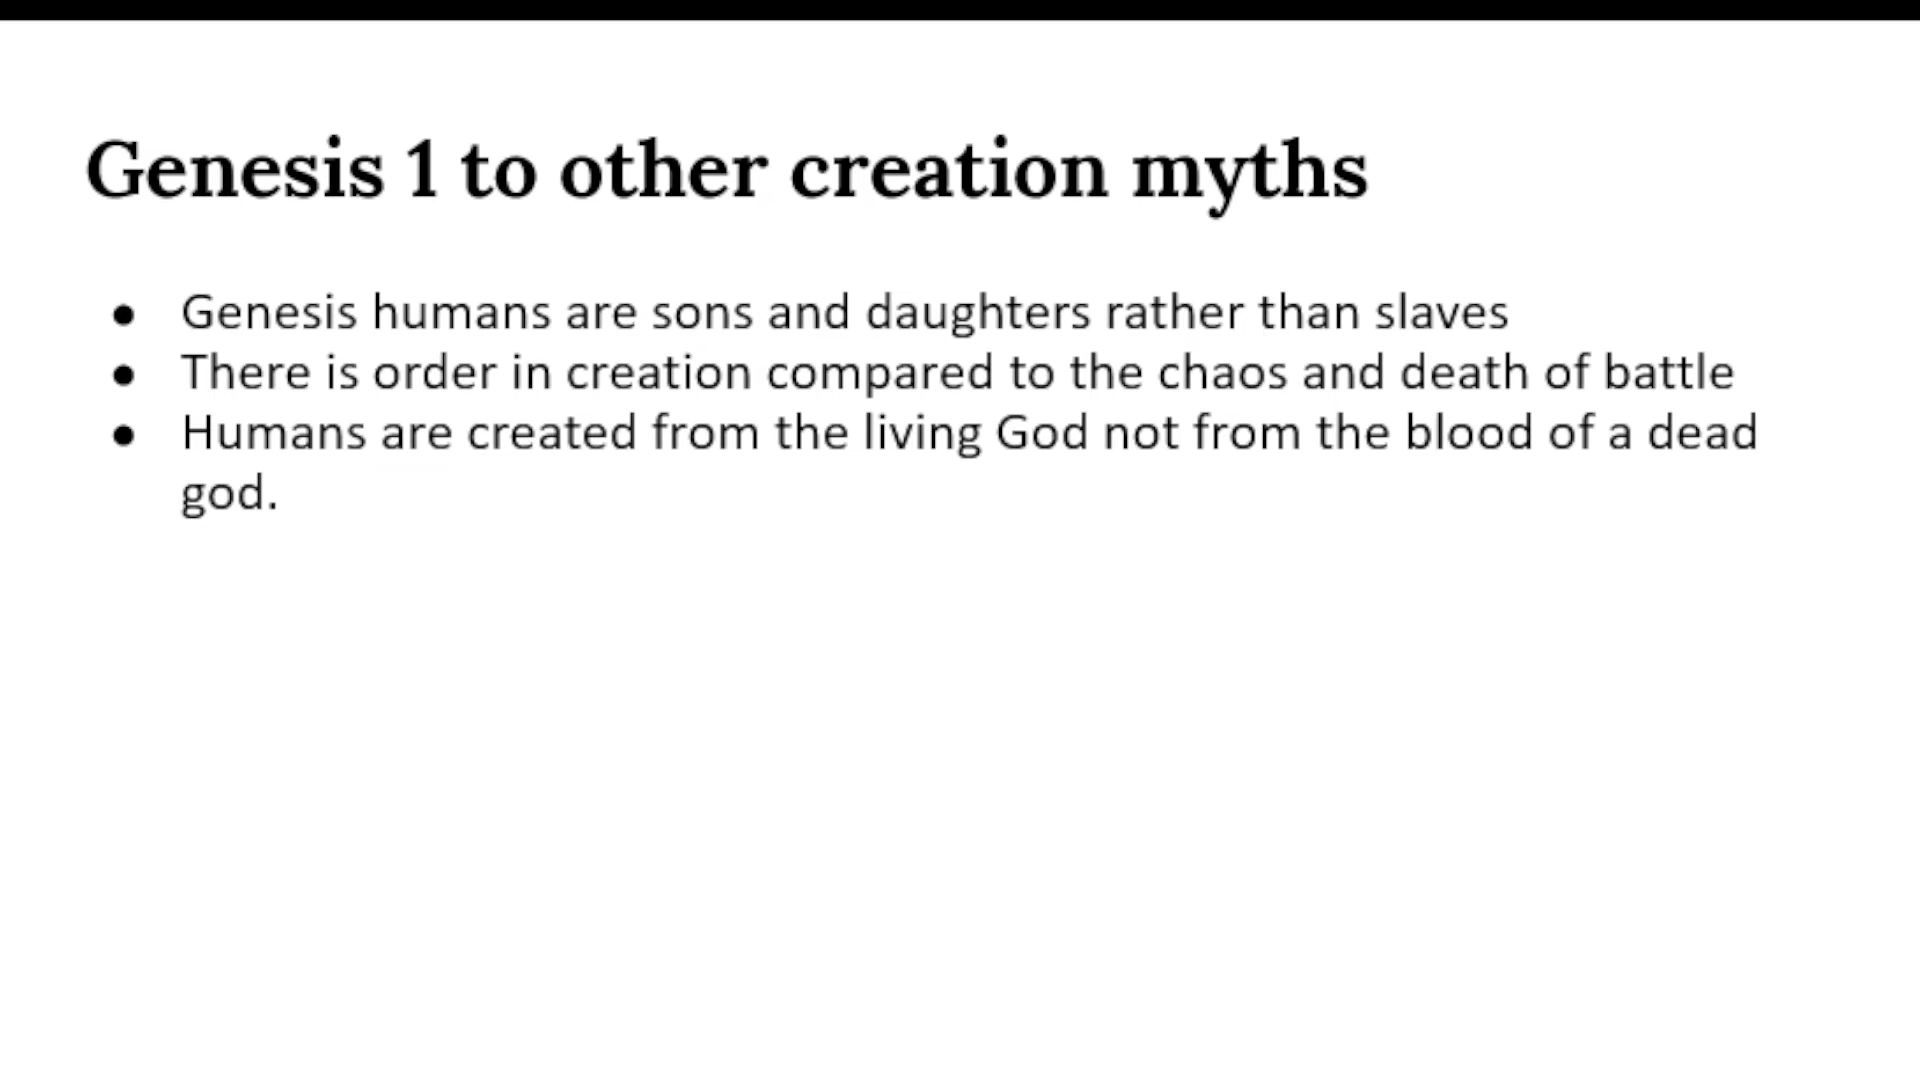 Genesis 1 to other creation myths
● Genesis humans are sons and daughters rather than slaves
● There is order in creation compared to the chaos and death of battle
● Humans are created from the living God not from the blood of a dead
god.